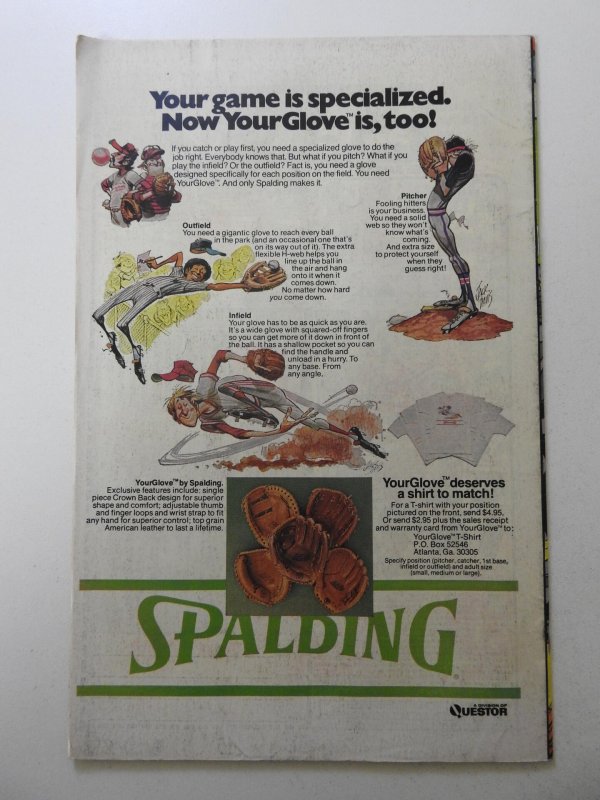 Your game is specialized.
Now YourGlove™ is, too!
If you catch or play first, you need a specialized glove to do the
job right. Everybody knows that. But what if you pitch? What if you
play the infield? Or the outfield? Fact is, you need a glove
designed specifically for each position on the field. You need
YourGlove™. And only Spalding makes it.
Pitcher
Fooling hitters
is your business.
You need a solid
web so they won't
know what's
coming.
And extra size
to protect yourself
when they
guess right!
Outfield
You need a gigantic glove to reach every ball
in the park (and an occasional one that's
on its way out of it). The extra
flexible H-web helps you
line up the ball in
the air and hang
onto it when it
comes down.
No matter how hard
you come down.
Infield
Your glove has to be as quick as you are.
It's a wide glove with squared-off fingers
so you can get more of it down in front of
the ball. It has a shallow pocket so you can
find the handle and
unload in a hurry. To
any base. From
any angle.
YourGlove™ by Spalding.
Exclusive features include: single
piece Crown Back design for superior
shape and comfort; adjustable thumb
and finger loops and wrist strap to fit
any hand for superior control; top grain
American leather to last a lifetime.
YourGlove™ deserves
a shirt to match!
For a T-shirt with your position
pictured on the front, send $4.95.
Or send $2.95 plus the sales receipt
and warranty card from YourGlove™ to:
YourGlove™ T-Shirt
P.O. Box 52546
Atlanta, Ga. 30305
Specify position (pitcher, catcher, 1st base,
infield or outfield) and adult size
(small, medium or large).
SPALDING
A DIVISION OF
QUESTOR